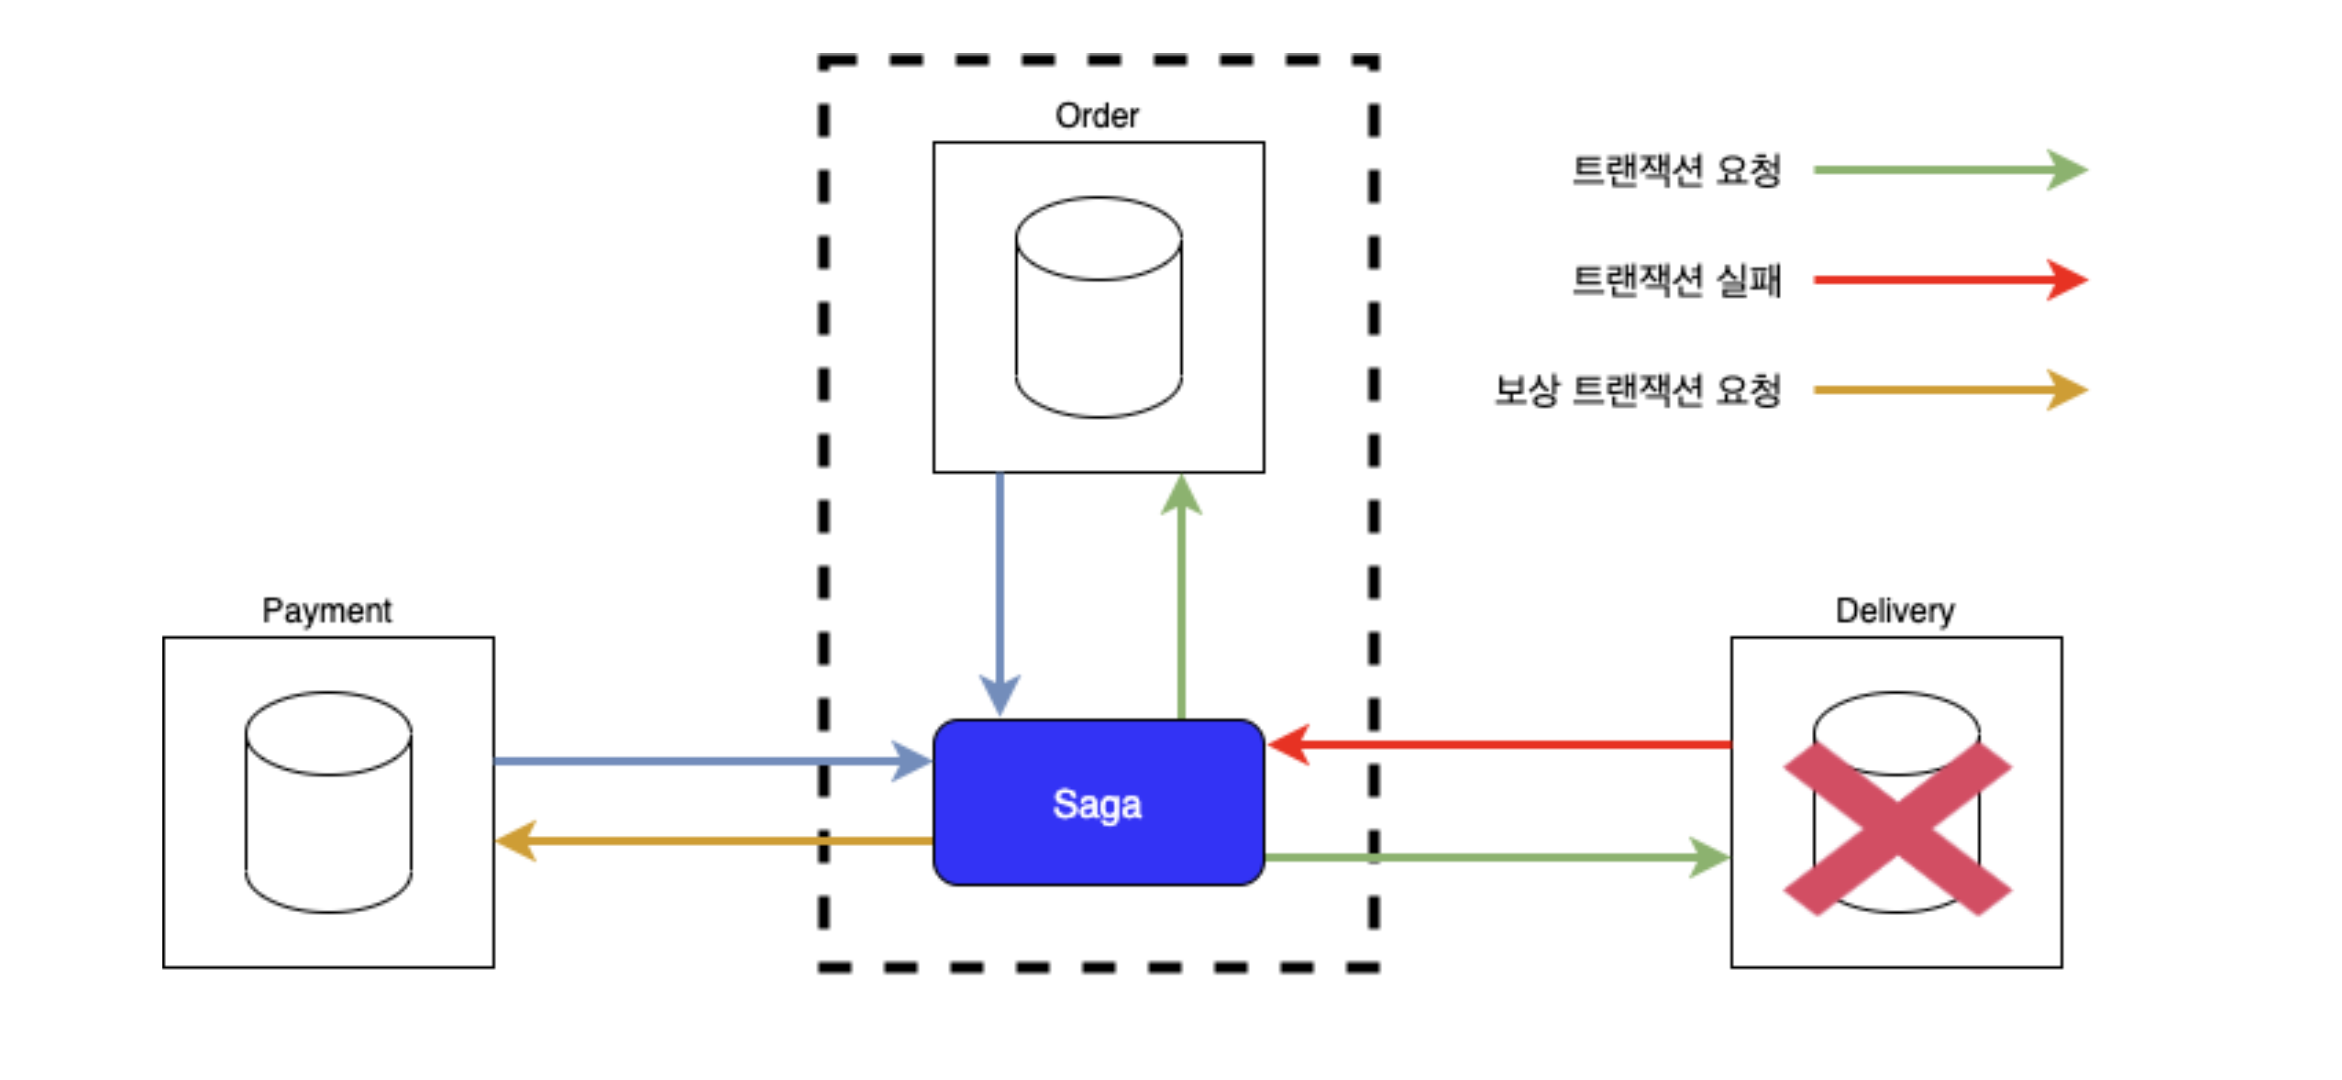 Order
트랜잭션 요청
트랜잭션 실패
보상 트랜잭션 요청
Payment
Delivery
Saga